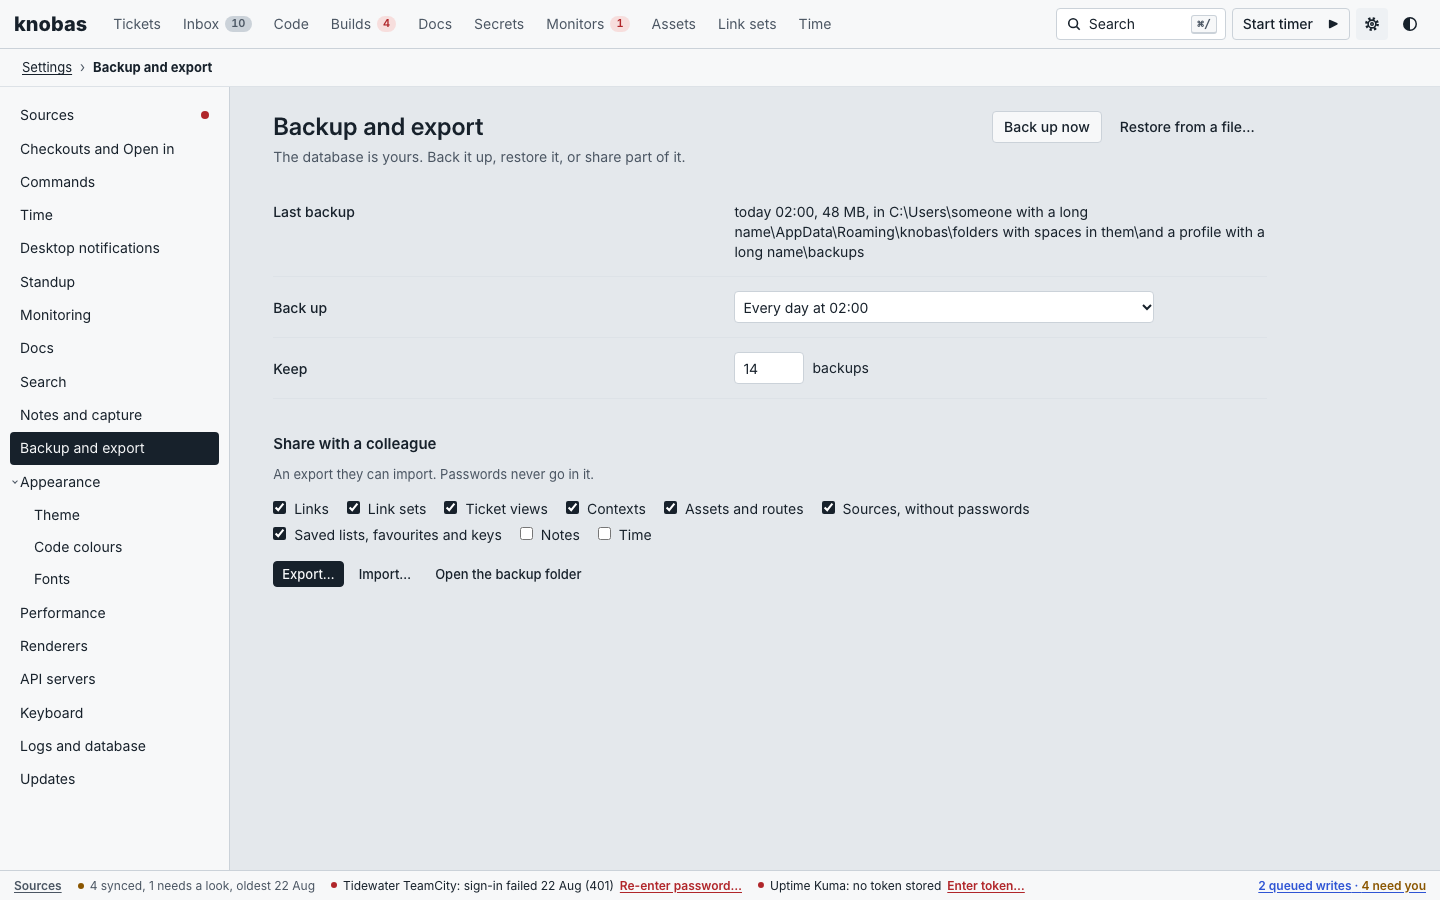 knobas Tickets Inbox 10 Code Builds 4 Docs Secrets Monitors 1 Assets Link sets Time Search ⌘/ Start timer
Settings › Backup and export
Sources
Checkouts and Open in
Commands
Time
Desktop notifications
Standup
Monitoring
Docs
Search
Notes and capture
Backup and export
Appearance
Theme
Code colours
Fonts
Performance
Renderers
API servers
Keyboard
Logs and database
Updates
Backup and export
Back up now Restore from a file...
The database is yours. Back it up, restore it, or share part of it.
Last backup
today 02:00, 48 MB, in C:\Users\someone with a long
name\AppData\Roaming\knobas\folders with spaces in them\and a profile with a
long name\backups
Back up Every day at 02:00
Keep 14 backups
Share with a colleague
An export they can import. Passwords never go in it.
Links Link sets Ticket views Contexts Assets and routes Sources, without passwords
Saved lists, favourites and keys Notes Time
Export... Import... Open the backup folder
Sources 4 synced, 1 needs a look, oldest 22 Aug Tidewater TeamCity: sign-in failed 22 Aug (401) Re-enter password... Uptime Kuma: no token stored Enter token... 2 queued writes · 4 need you